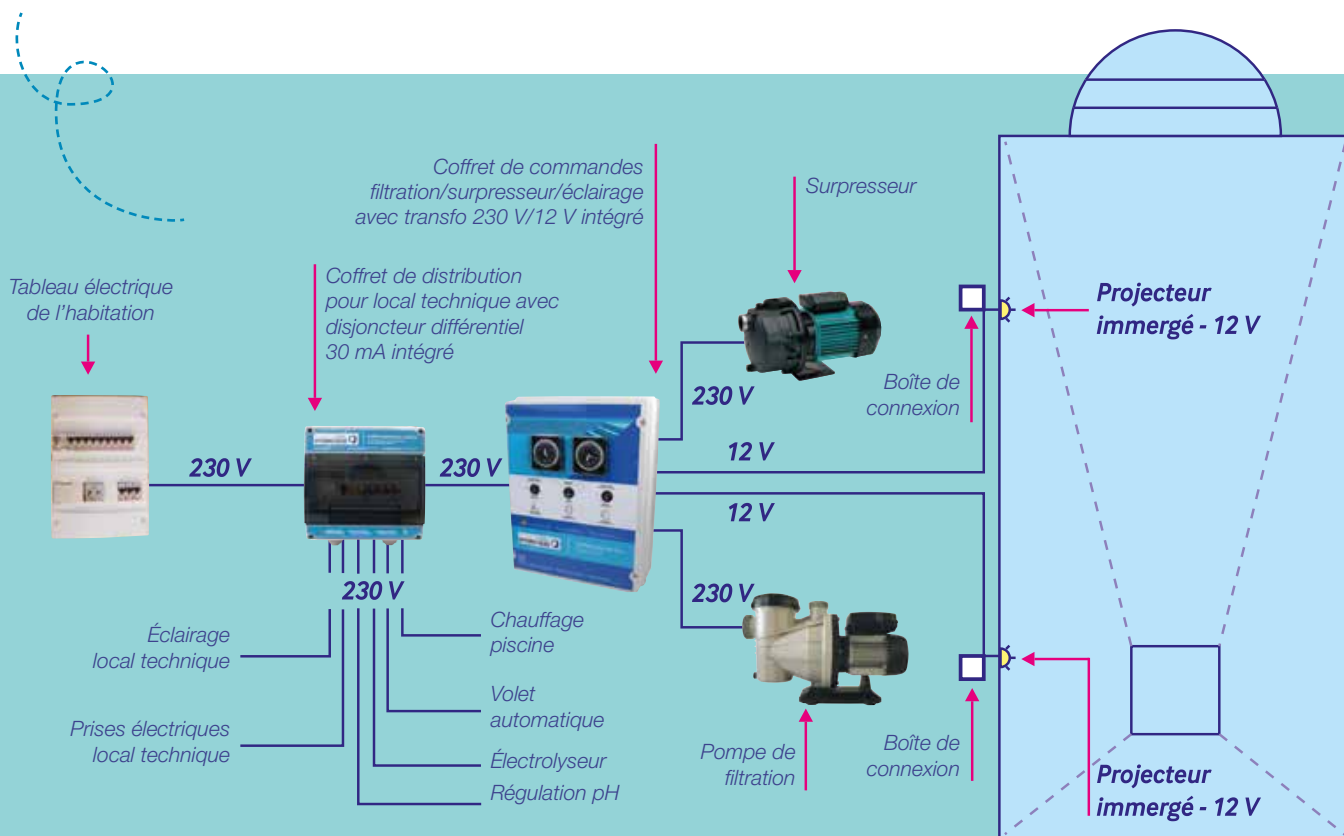 Coffret de commandes
filtration/surpresseur/éclairage
avec transfo 230 V/12 V intégré
Surpresseur
Tableau électrique
de l’habitation
Coffret de distribution
pour local technique avec
disjoncteur différentiel
30 mA intégré
Projecteur
immergé - 12 V
Boîte de
connexion
230 V
230 V
230 V
12 V
12 V
230 V
230 V
Éclairage
local technique
Prises électriques
local technique
Chauffage
piscine
Volet
automatique
Électrolyseur
Régulation pH
Pompe de
filtration
Boîte de
connexion
Projecteur
immergé - 12 V